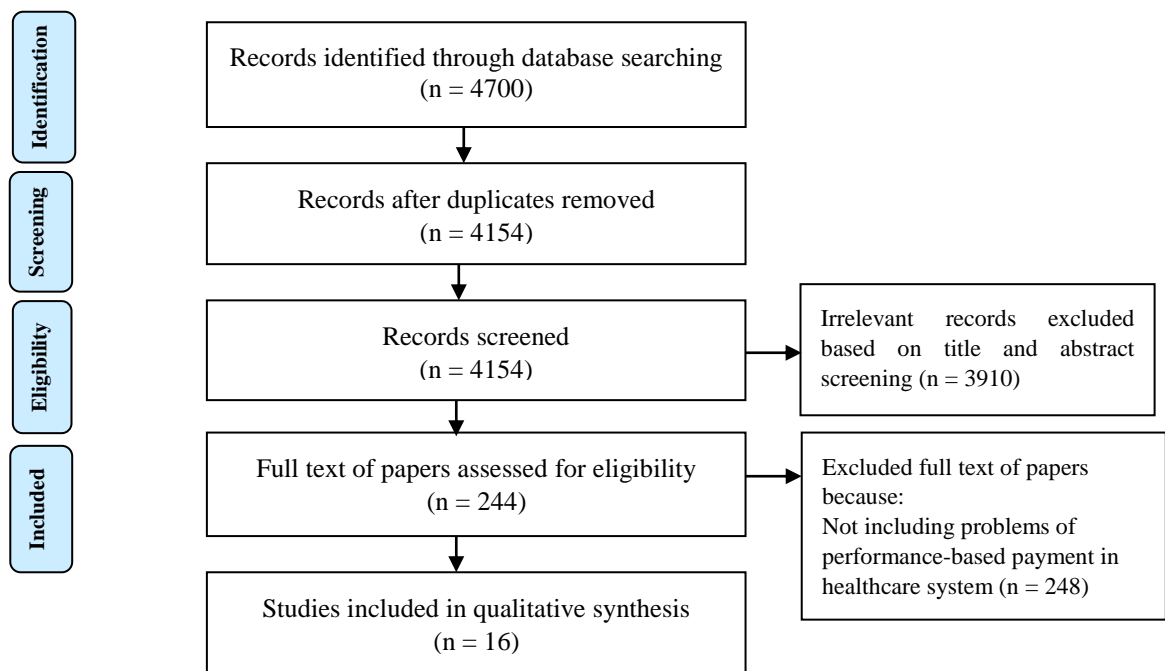 Identification
Records identified through database searching
(n = 4700)
Screening
Records after duplicates removed
(n = 4154)
Eligibility
Records screened
(n = 4154)
Irrelevant records excluded
based on title and abstract
screening (n = 3910)
Included
Full text of papers assessed for eligibility
(n = 244)
Excluded full text of papers
because:
Not including problems of
performance-based payment in
healthcare system (n = 248)
Studies included in qualitative synthesis
(n = 16)